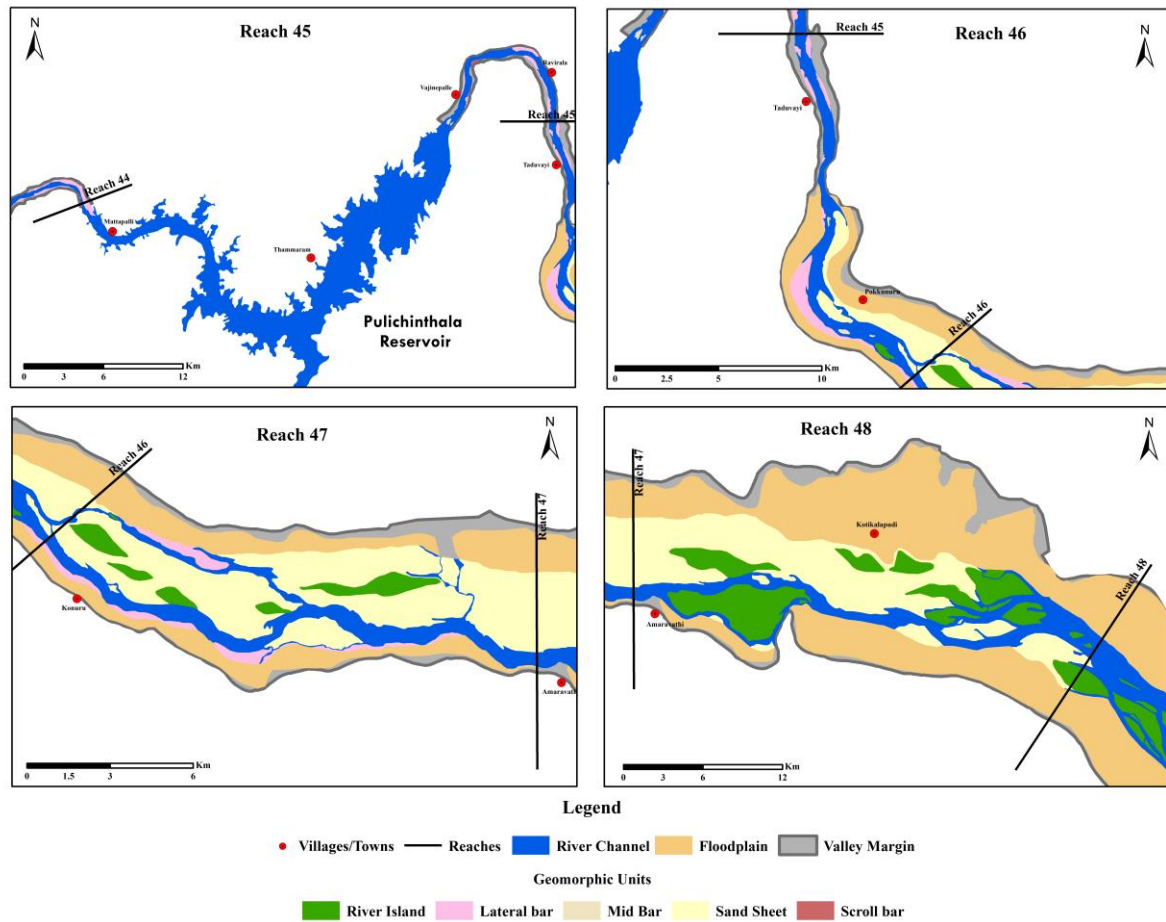 N
Reach 45
Ravirala
Vajinepalle
Reach 45
Taduvayi
Reach 44
Mattapalli
Thammaram
Pulichinthala
Reservoir
Km
0 3 6 12
N
Reach 45
Reach 46
Taduvayi
Pokkunuru
Reach 46
Km
0 2.5 5 10
Reach 47
N
Reach 46
Reach 47
Konuru
Amaravathi
Km
0 1.5 3 6
Reach 48
N
Reach 47
Kotikalapudi
Reach 48
Amaravathi
Km
0 3 6 12
Legend
Villages/Towns Reaches River Channel Floodplain Valley Margin
Geomorphic Units
River Island Lateral bar Mid Bar Sand Sheet Scroll bar